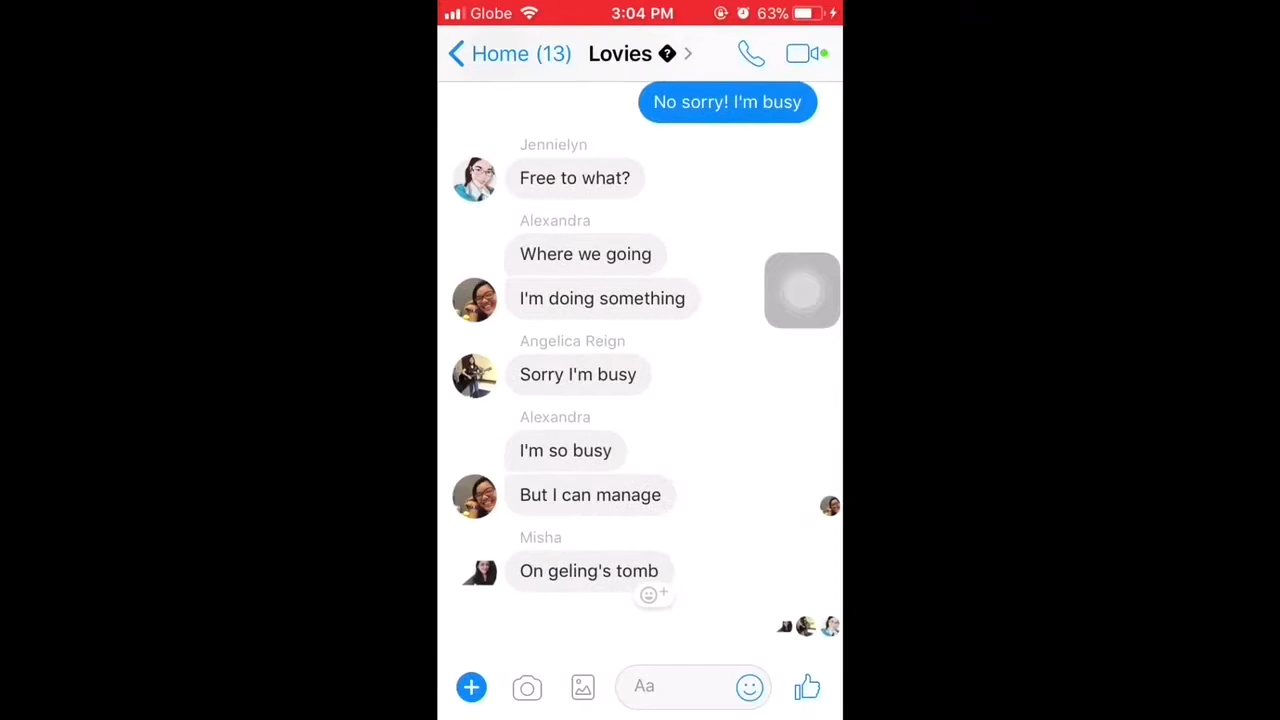 Globe 3:04 PM 63%
Home (13) Lovies
No sorry! I'm busy
Jennielyn
Free to what?
Alexandra
Where we going
I'm doing something
Angelica Reign
Sorry I'm busy
Alexandra
I'm so busy
But I can manage
Misha
On geling's tomb
Aa